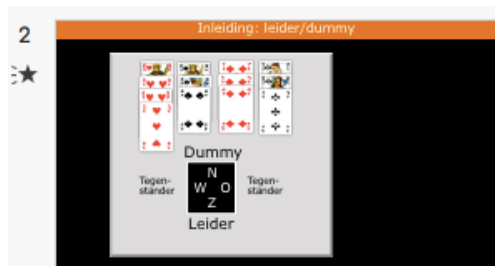 2
Inleiding: leider/dummy
Dummy
Tegen-
stander
N
W O
Z
Tegen-
stander
Leider